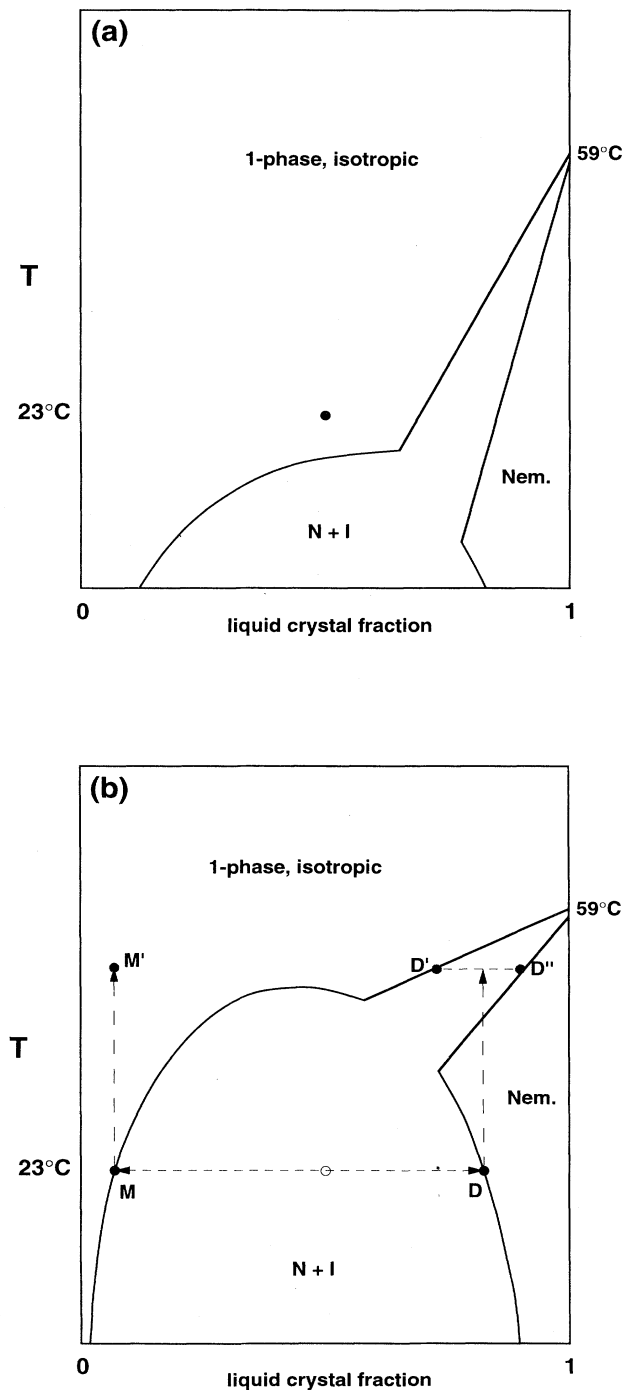 (a)
1-phase, isotropic
59°C
T
23°C
Nem.
N + I
0
1
liquid crystal fraction
(b)
1-phase, isotropic
59°C
M'
D'
D''
T
Nem.
23°C
M
D
N + I
0
1
liquid crystal fraction